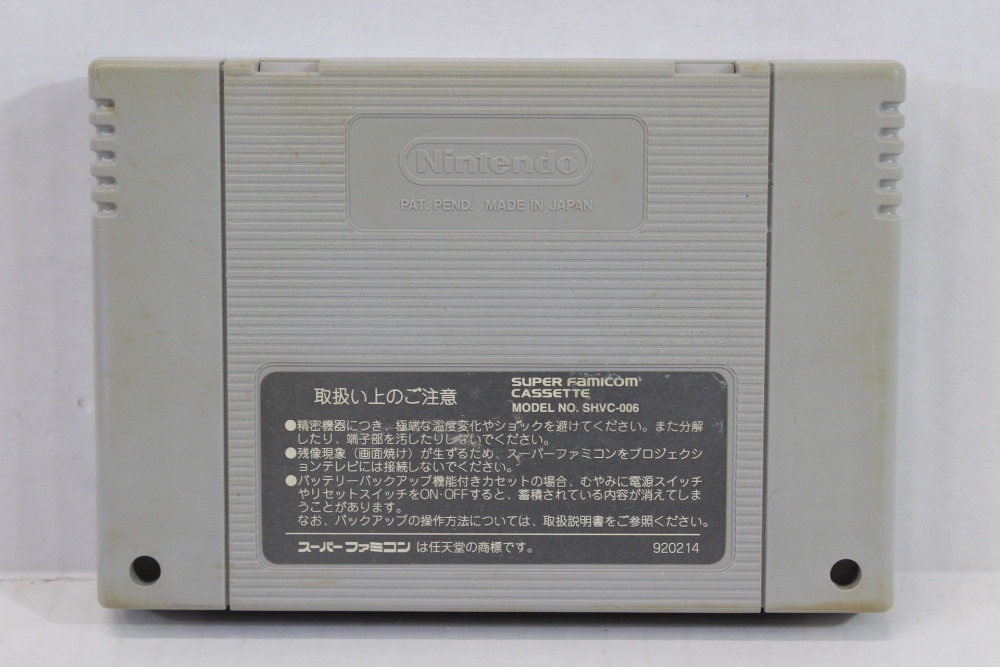 Nintendo
PAT. PEND. MADE IN JAPAN
取扱い上のご注意
SUPER FAMICOM
CASSETTE
MODEL NO. SHVC-006
●精密機器につき、極端な温度変化やショックを避けてください。また分解
したり、端子部を汚したりしないでください。
●残像現象（画面焼け）が生ずるため、スーパーファミコンをプロジェクシ
ョンテレビには接続しないでください。
●バッテリーバックアップ機能付きカセットの場合、むやみに電源スイッチ
やリセットスイッチをON・OFFすると、蓄積されている内容が消えてしま
うことがあります。
なお、バックアップの操作方法については、取扱説明書をご参照ください。
スーパーファミコン は任天堂の商標です。
920214